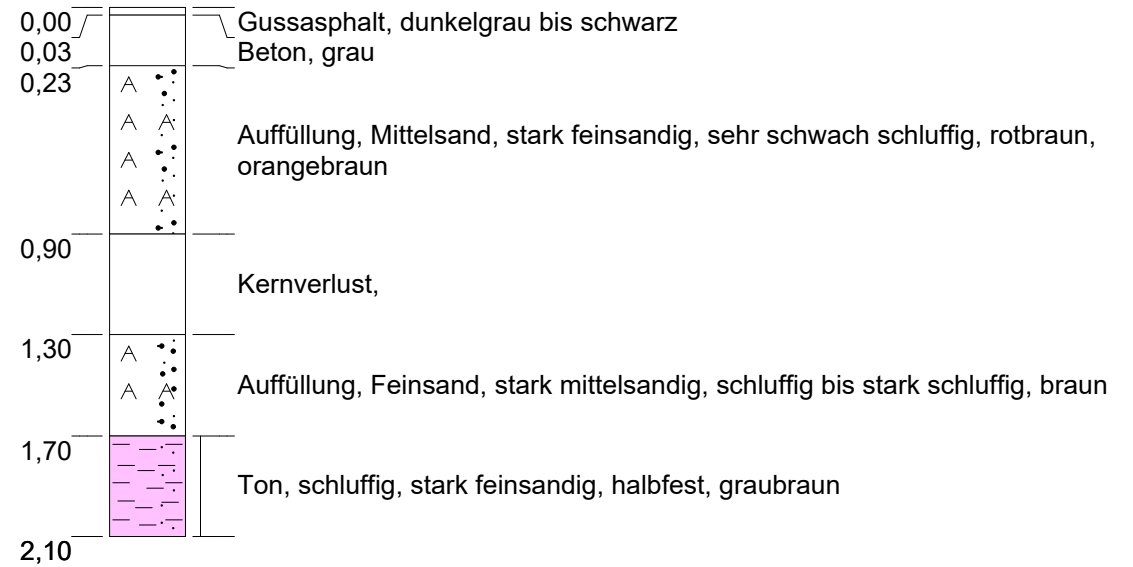 0,00 Gussasphalt, dunkelgrau bis schwarz
0,03 Beton, grau
0,23
Auffüllung, Mittelsand, stark feinsandig, sehr schwach schluffig, rotbraun,
orangebraun
0,90
Kernverlust,
1,30
Auffüllung, Feinsand, stark mittelsandig, schluffig bis stark schluffig, braun
1,70
Ton, schluffig, stark feinsandig, halbfest, graubraun
2,10